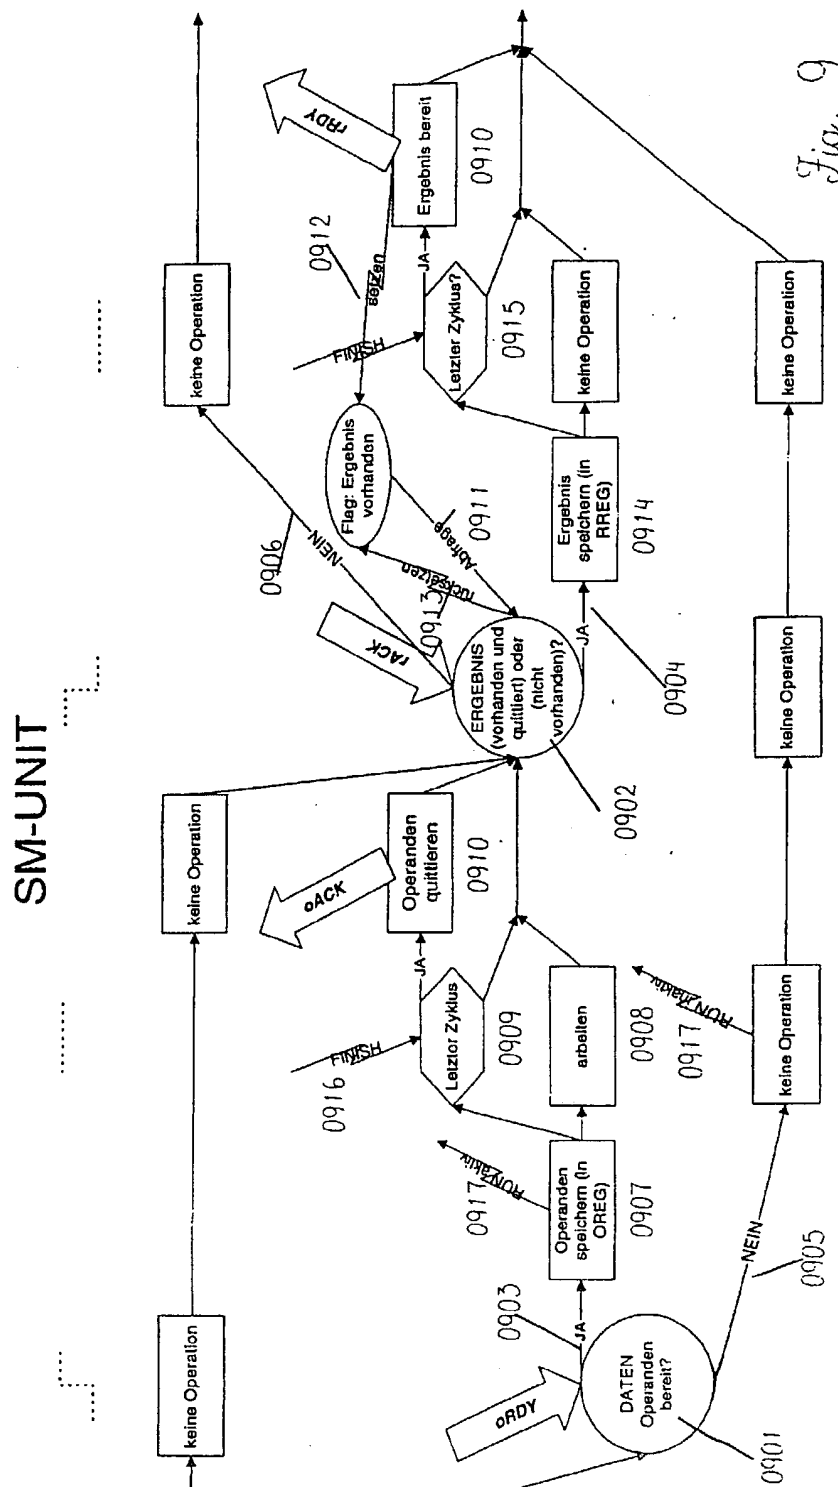 SM-UNIT
keine Operation
keine Operation
keine Operation
oRDY
DATEN
Operanden
bereit?
0901
JA
0903
NEIN
0905
Operanden
speichern (in
OREG)
0907
RUN/aktiv
0917
FINISH
0916
Letzter Zyklus
0909
JA
arbeiten
0908
RUN/inaktiv
0917
keine Operation
oACK
Operanden
quittieren
0910
rACK
ERGEBNIS
(vorhanden und
quittiert) oder
(nicht
vorhanden)?
0902
NEIN
0906
JA
0904
rücksetzen
0913
Abfrage
0911
Flag: Ergebnis
vorhanden
setzen
0912
Ergebnis
speichern (in
RREG)
0914
FINISH
Letzter Zyklus?
0915
JA
keine Operation
rRDY
Ergebnis bereit
0910
keine Operation
keine Operation
Fig. 9